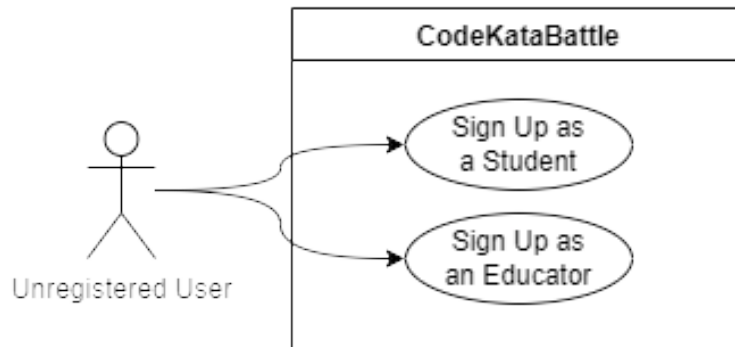 CodeKataBattle
Sign Up as
a Student
Sign Up as
an Educator
Unregistered User